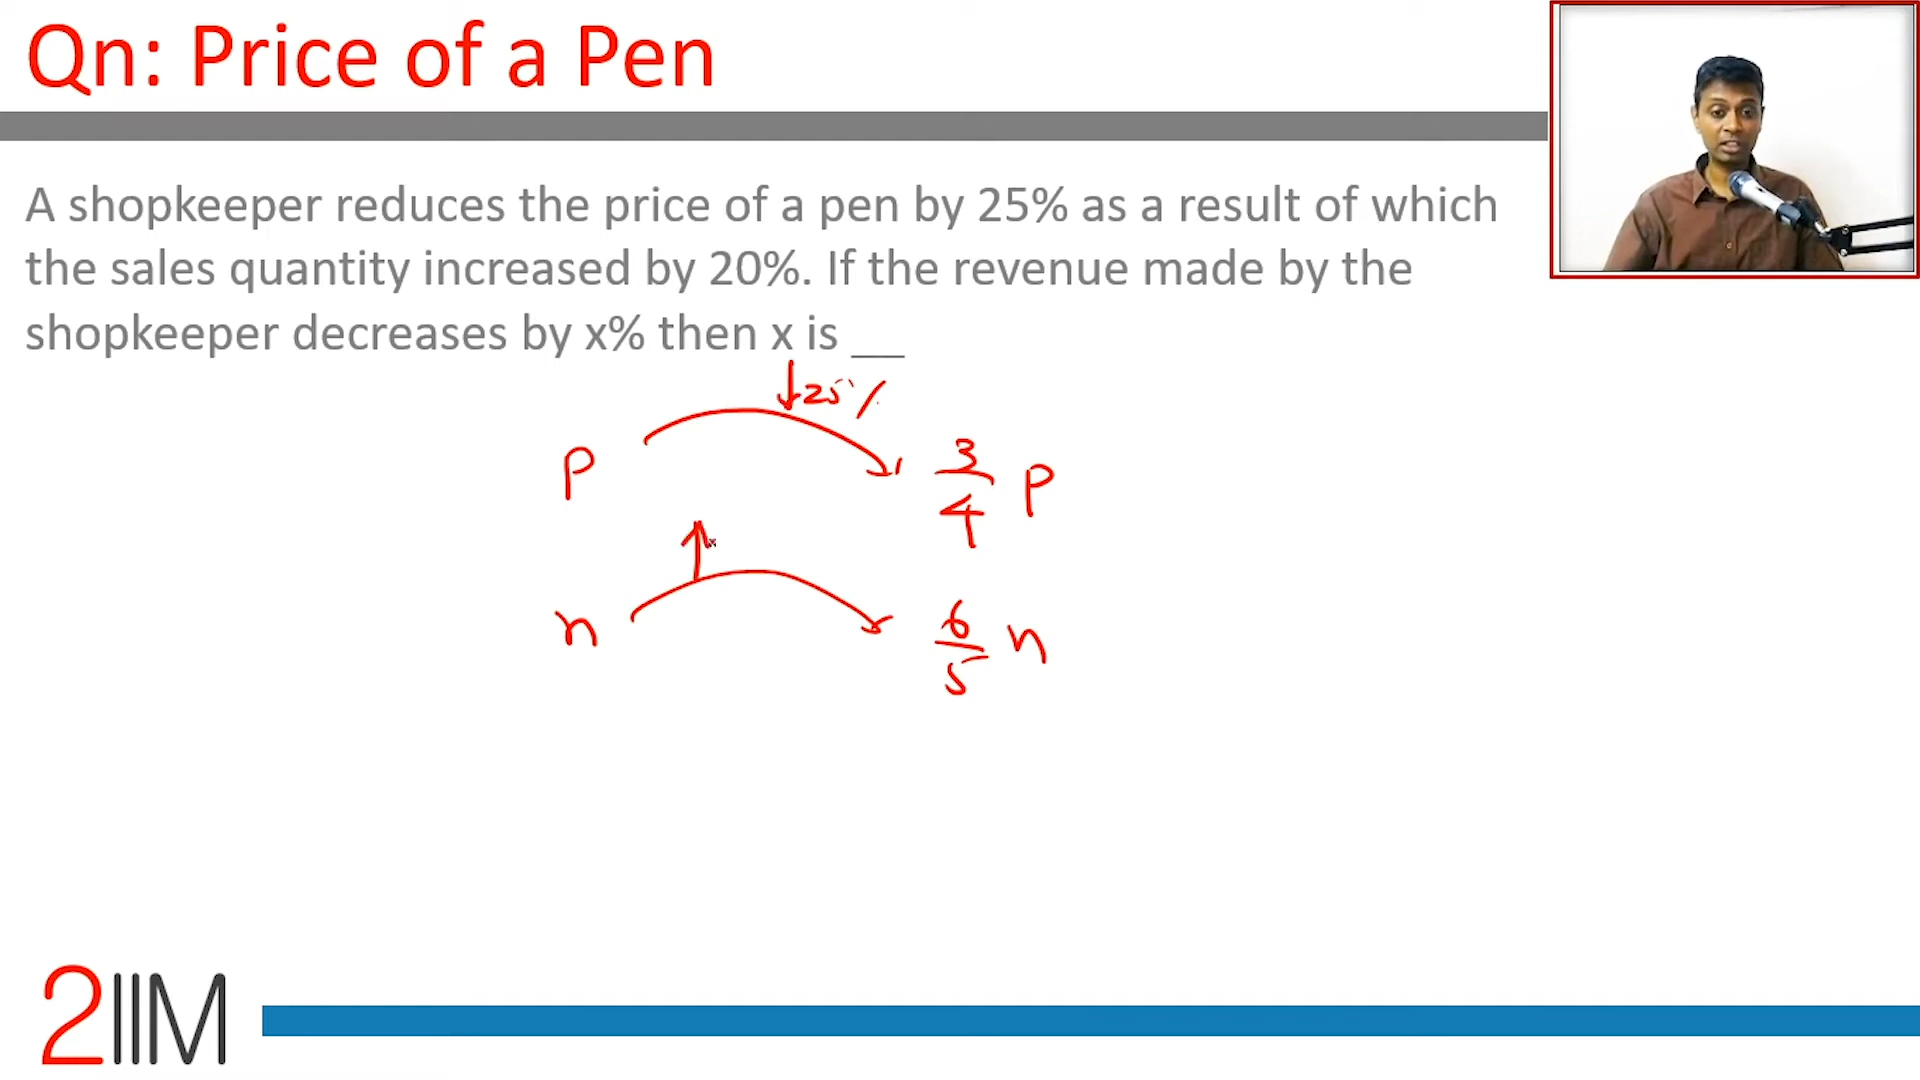 Qn: Price of a Pen
A shopkeeper reduces the price of a pen by 25% as a result of which
the sales quantity increased by 20%. If the revenue made by the
shopkeeper decreases by x% then x is __
↓25%
p
3/4 p
n
6/5 n
2IIM